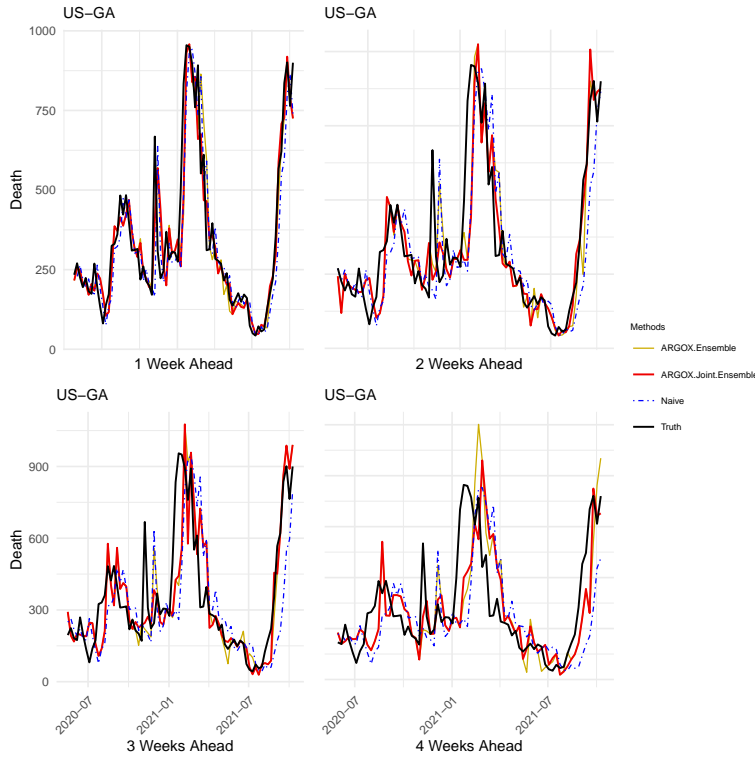 US−GA
US−GA
1000
750
500
250
0
Death
1 Week Ahead
2 Weeks Ahead
Methods
ARGOX.Ensemble
ARGOX.Joint.Ensemble
Naive
Truth
US−GA
US−GA
900
600
300
0
Death
2020−07
2021−01
2021−07
2020−07
2021−01
2021−07
3 Weeks Ahead
4 Weeks Ahead